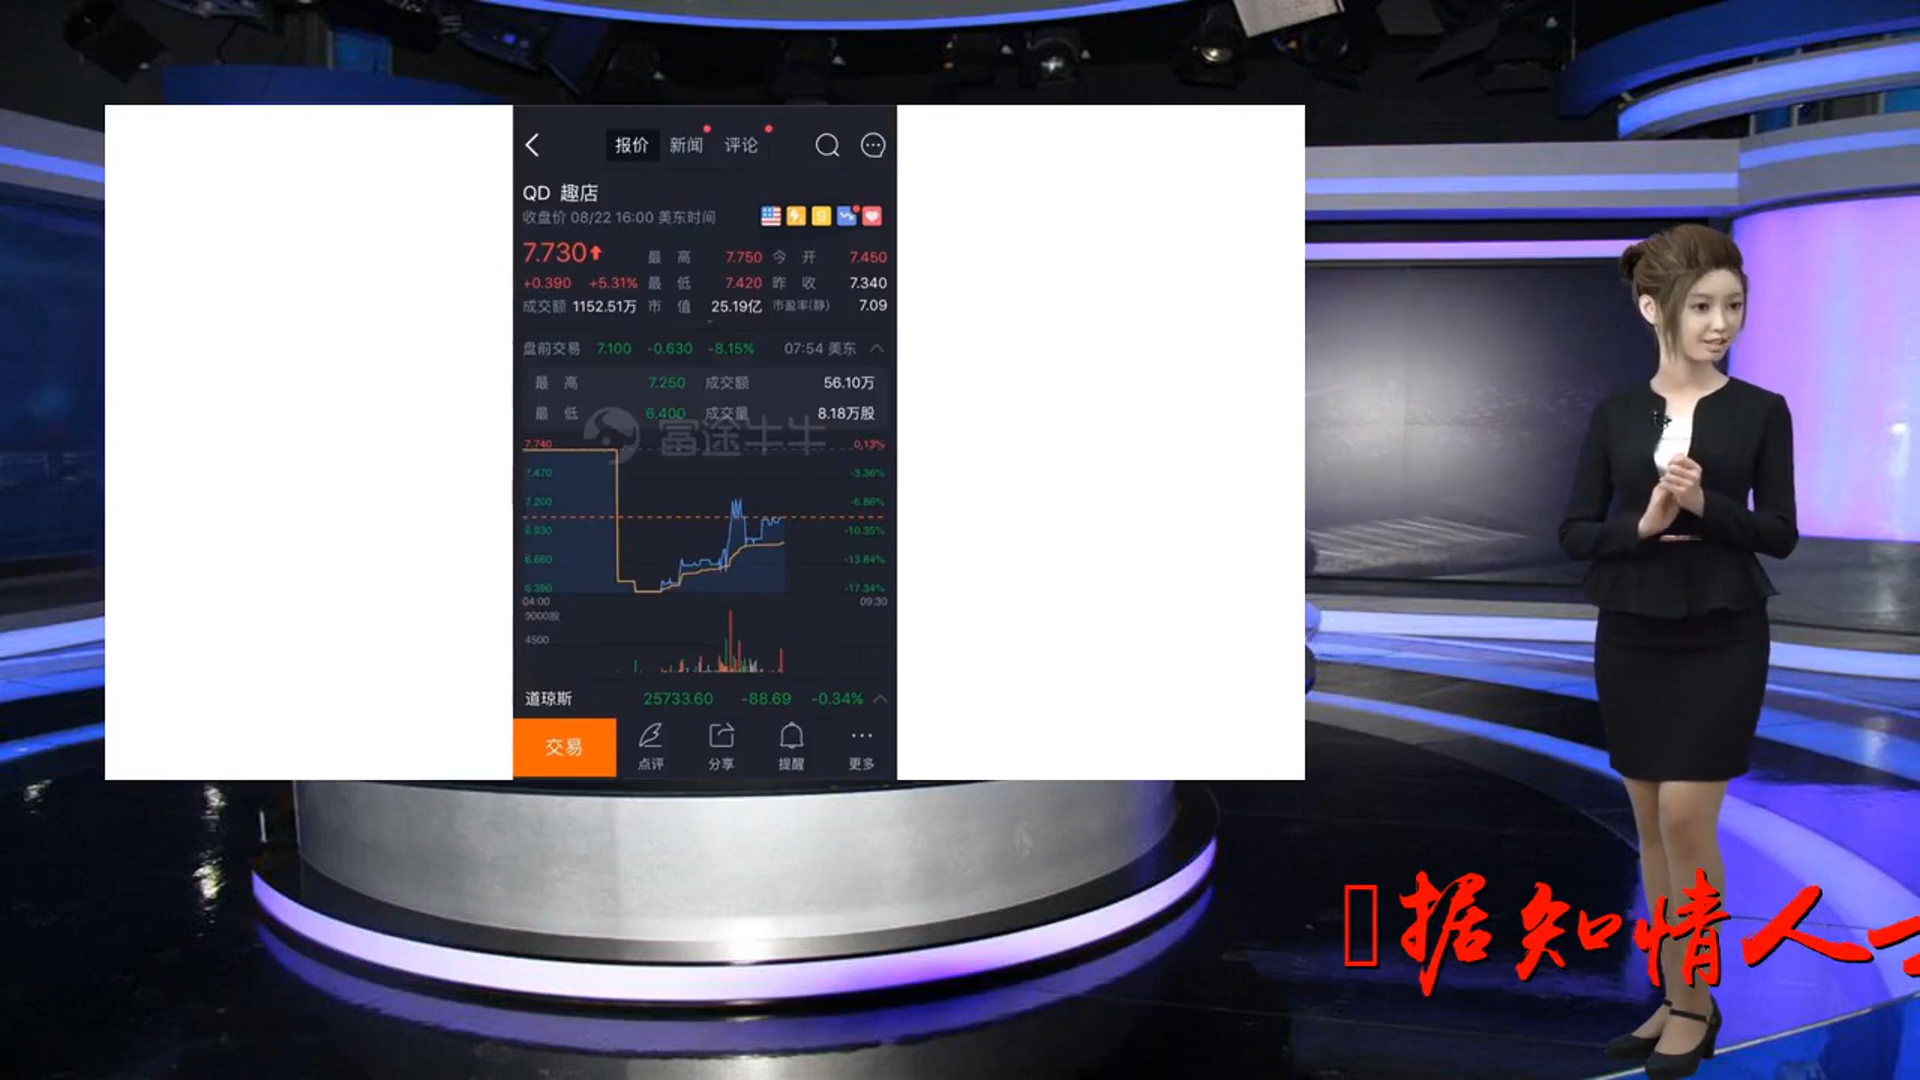 报价 新闻 评论
QD 趣店
收盘价 08/22 16:00 美东时间
7.730 最高 7.750 今开 7.450
+0.390 +5.31% 最低 7.420 昨收 7.340
成交额 1152.51万 市值 25.19亿 市盈率(静) 7.09
盘前交易 7.100 -0.630 -8.15% 07:54 美东
最高 7.250 成交额 56.10万
最低 6.400 成交量 8.18万股
富途牛牛
7.740 0.13%
7.470 -3.36%
7.200 -6.86%
6.930 -10.35%
6.660 -13.84%
6.390 -17.34%
04:00 09:30
9000股
4500
道琼斯 25733.60 -88.69 -0.34%
交易 点评 分享 提醒 更多
据知情人